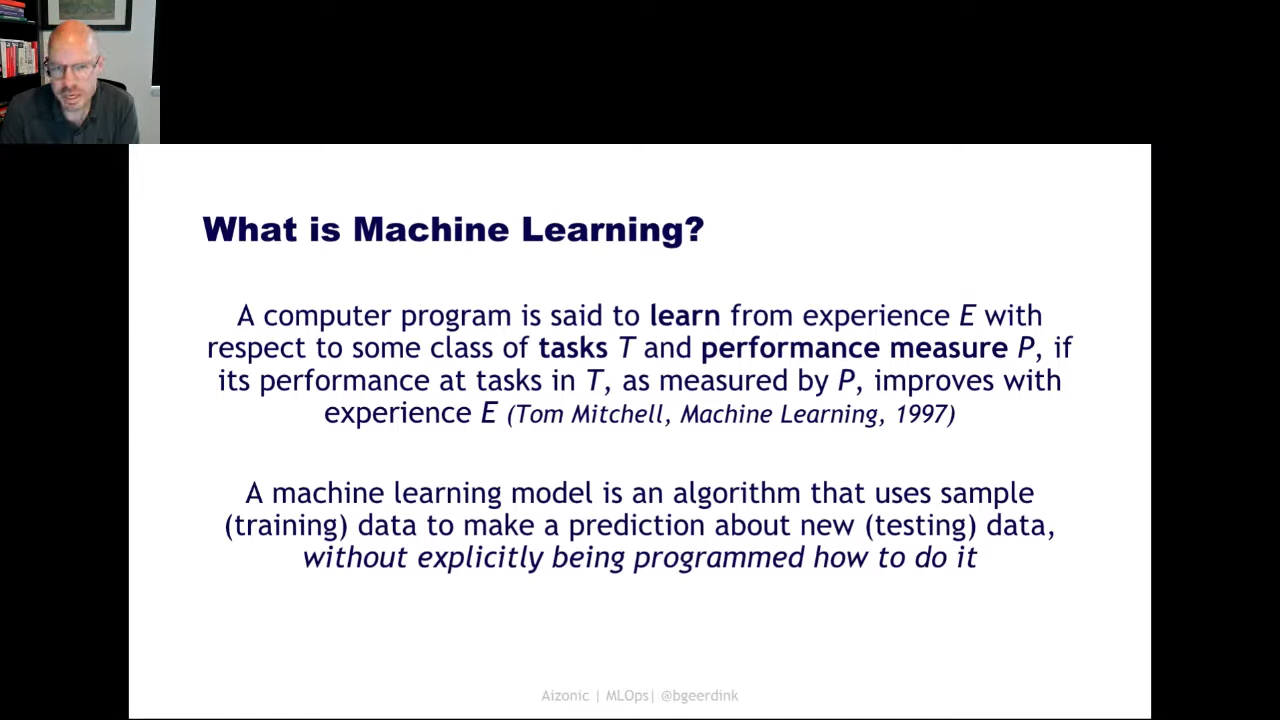 What is Machine Learning?
A computer program is said to learn from experience E with
respect to some class of tasks T and performance measure P, if
its performance at tasks in T, as measured by P, improves with
experience E (Tom Mitchell, Machine Learning, 1997)
A machine learning model is an algorithm that uses sample
(training) data to make a prediction about new (testing) data,
without explicitly being programmed how to do it
Aizonic | MLOps| @bgeerdink